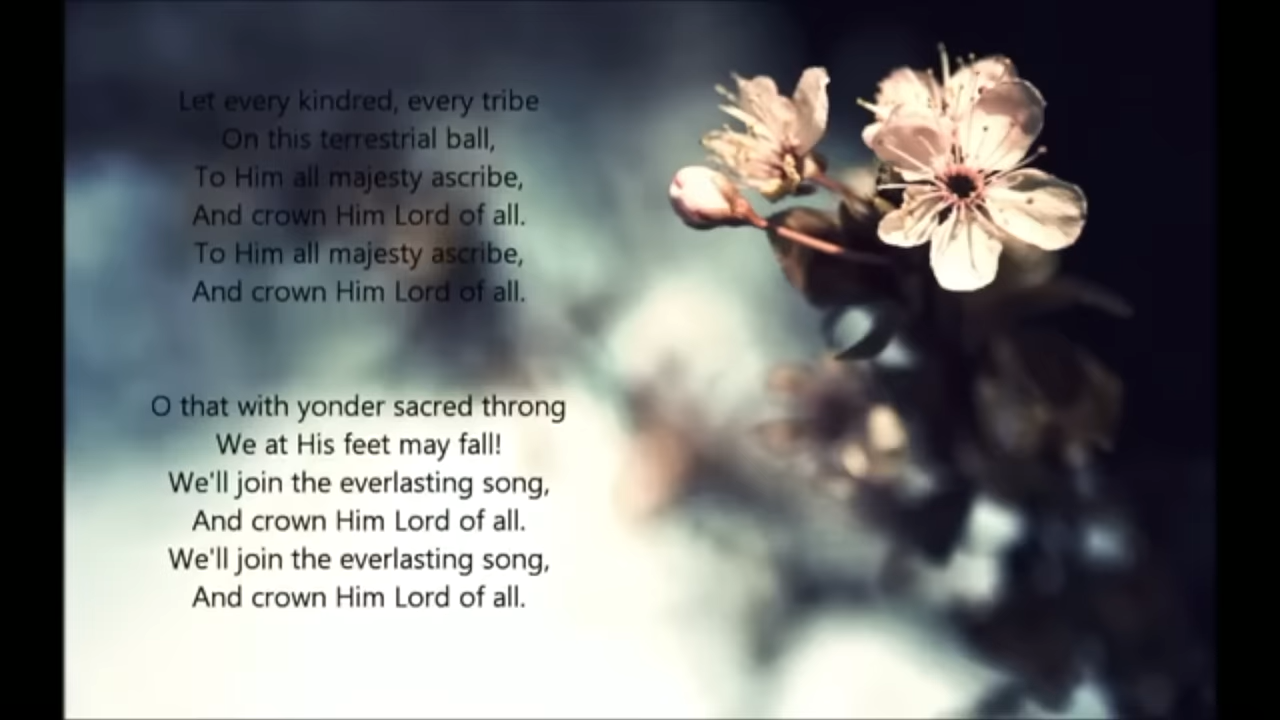 Let every kindred, every tribe
On this terrestrial ball,
To Him all majesty ascribe,
And crown Him Lord of all.
To Him all majesty ascribe,
And crown Him Lord of all.
O that with yonder sacred throng
We at His feet may fall!
We'll join the everlasting song,
And crown Him Lord of all.
We'll join the everlasting song,
And crown Him Lord of all.